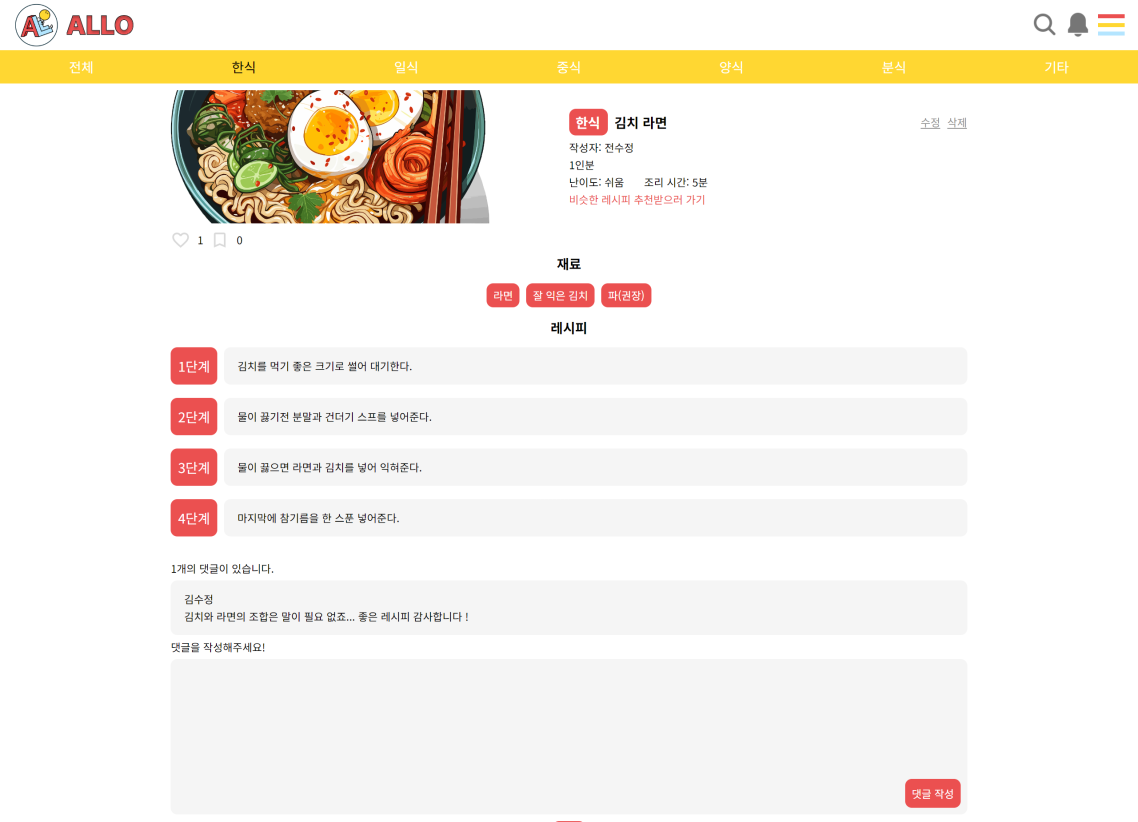 ALLO
전체 한식 일식 중식 양식 분식 기타
한식 김치 라면 수정 삭제
작성자: 전수정
1인분
난이도: 쉬움 조리 시간: 5분
비슷한 레시피 추천받으러 가기
1 0
재료
라면 잘 익은 김치 파(권장)
레시피
1단계 김치를 먹기 좋은 크기로 썰어 대기한다.
2단계 물이 끓기전 분말과 건더기 스프를 넣어준다.
3단계 물이 끓으면 라면과 김치를 넣어 익혀준다.
4단계 마지막에 참기름을 한 스푼 넣어준다.
1개의 댓글이 있습니다.
김수정
김치와 라면의 조합은 말이 필요 없죠... 좋은 레시피 감사합니다 !
댓글을 작성해주세요!
댓글 작성